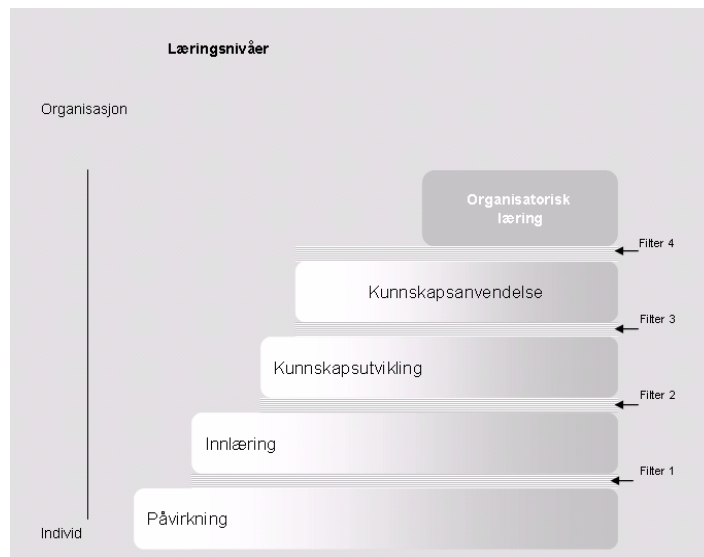 Læringsnivåer
Organisasjon
Organisatorisk
læring
Filter 4
Kunnskapsanvendelse
Filter 3
Kunnskapsutvikling
Filter 2
Innlæring
Filter 1
Påvirkning
Individ